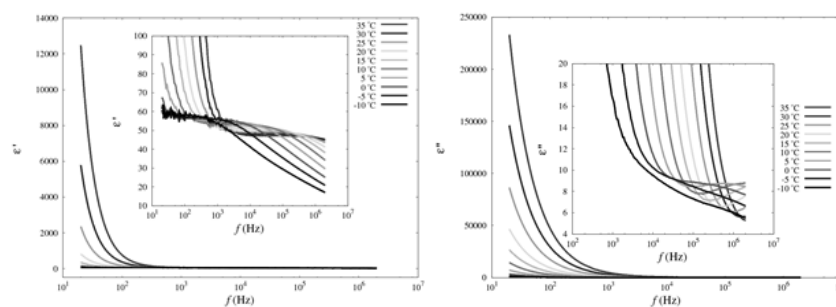 14000
12000
10000
8000
6000
4000
2000
0
ε'
10¹ 10² 10³ 10⁴ 10⁵ 10⁶ 10⁷
f (Hz)
100
90
80
70
60
50
40
30
20
10
ε'
10¹ 10² 10³ 10⁴ 10⁵ 10⁶ 10⁷
f (Hz)
35 °C
30 °C
25 °C
20 °C
15 °C
10 °C
5 °C
0 °C
-5 °C
-10 °C
250000
200000
150000
100000
50000
0
ε"
10¹ 10² 10³ 10⁴ 10⁵ 10⁶ 10⁷
f (Hz)
20
18
16
14
12
10
8
6
4
ε"
10² 10³ 10⁴ 10⁵ 10⁶ 10⁷
f (Hz)
35 °C
30 °C
25 °C
20 °C
15 °C
10 °C
5 °C
0 °C
-5 °C
-10 °C